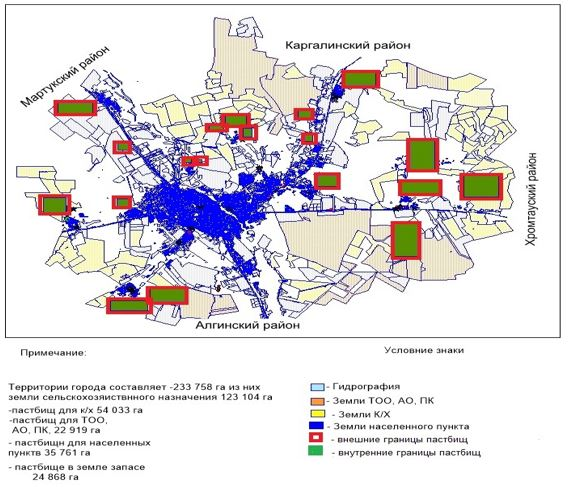 Каргалинский район
Мартукский район
Хромтауский район
Алгинский район
Примечание:
Территории города составляет -233 758 га из них
земли сельскохозяиствнного назначения 123 104 га
-пастбищ для к/х 54 033 га
-пастбищ для ТОО,
АО, ПК, 22 919 га
- пастбищн для населенных
пунктв 35 761 га
- пастбище в земле запасе
24 868 га
Условние знаки
- Гидрография
- Земли ТОО, АО, ПК
- Земли К/Х
- Земли населенного пункта
- внешние границы пастбищ
- внутренние границы пастбищ